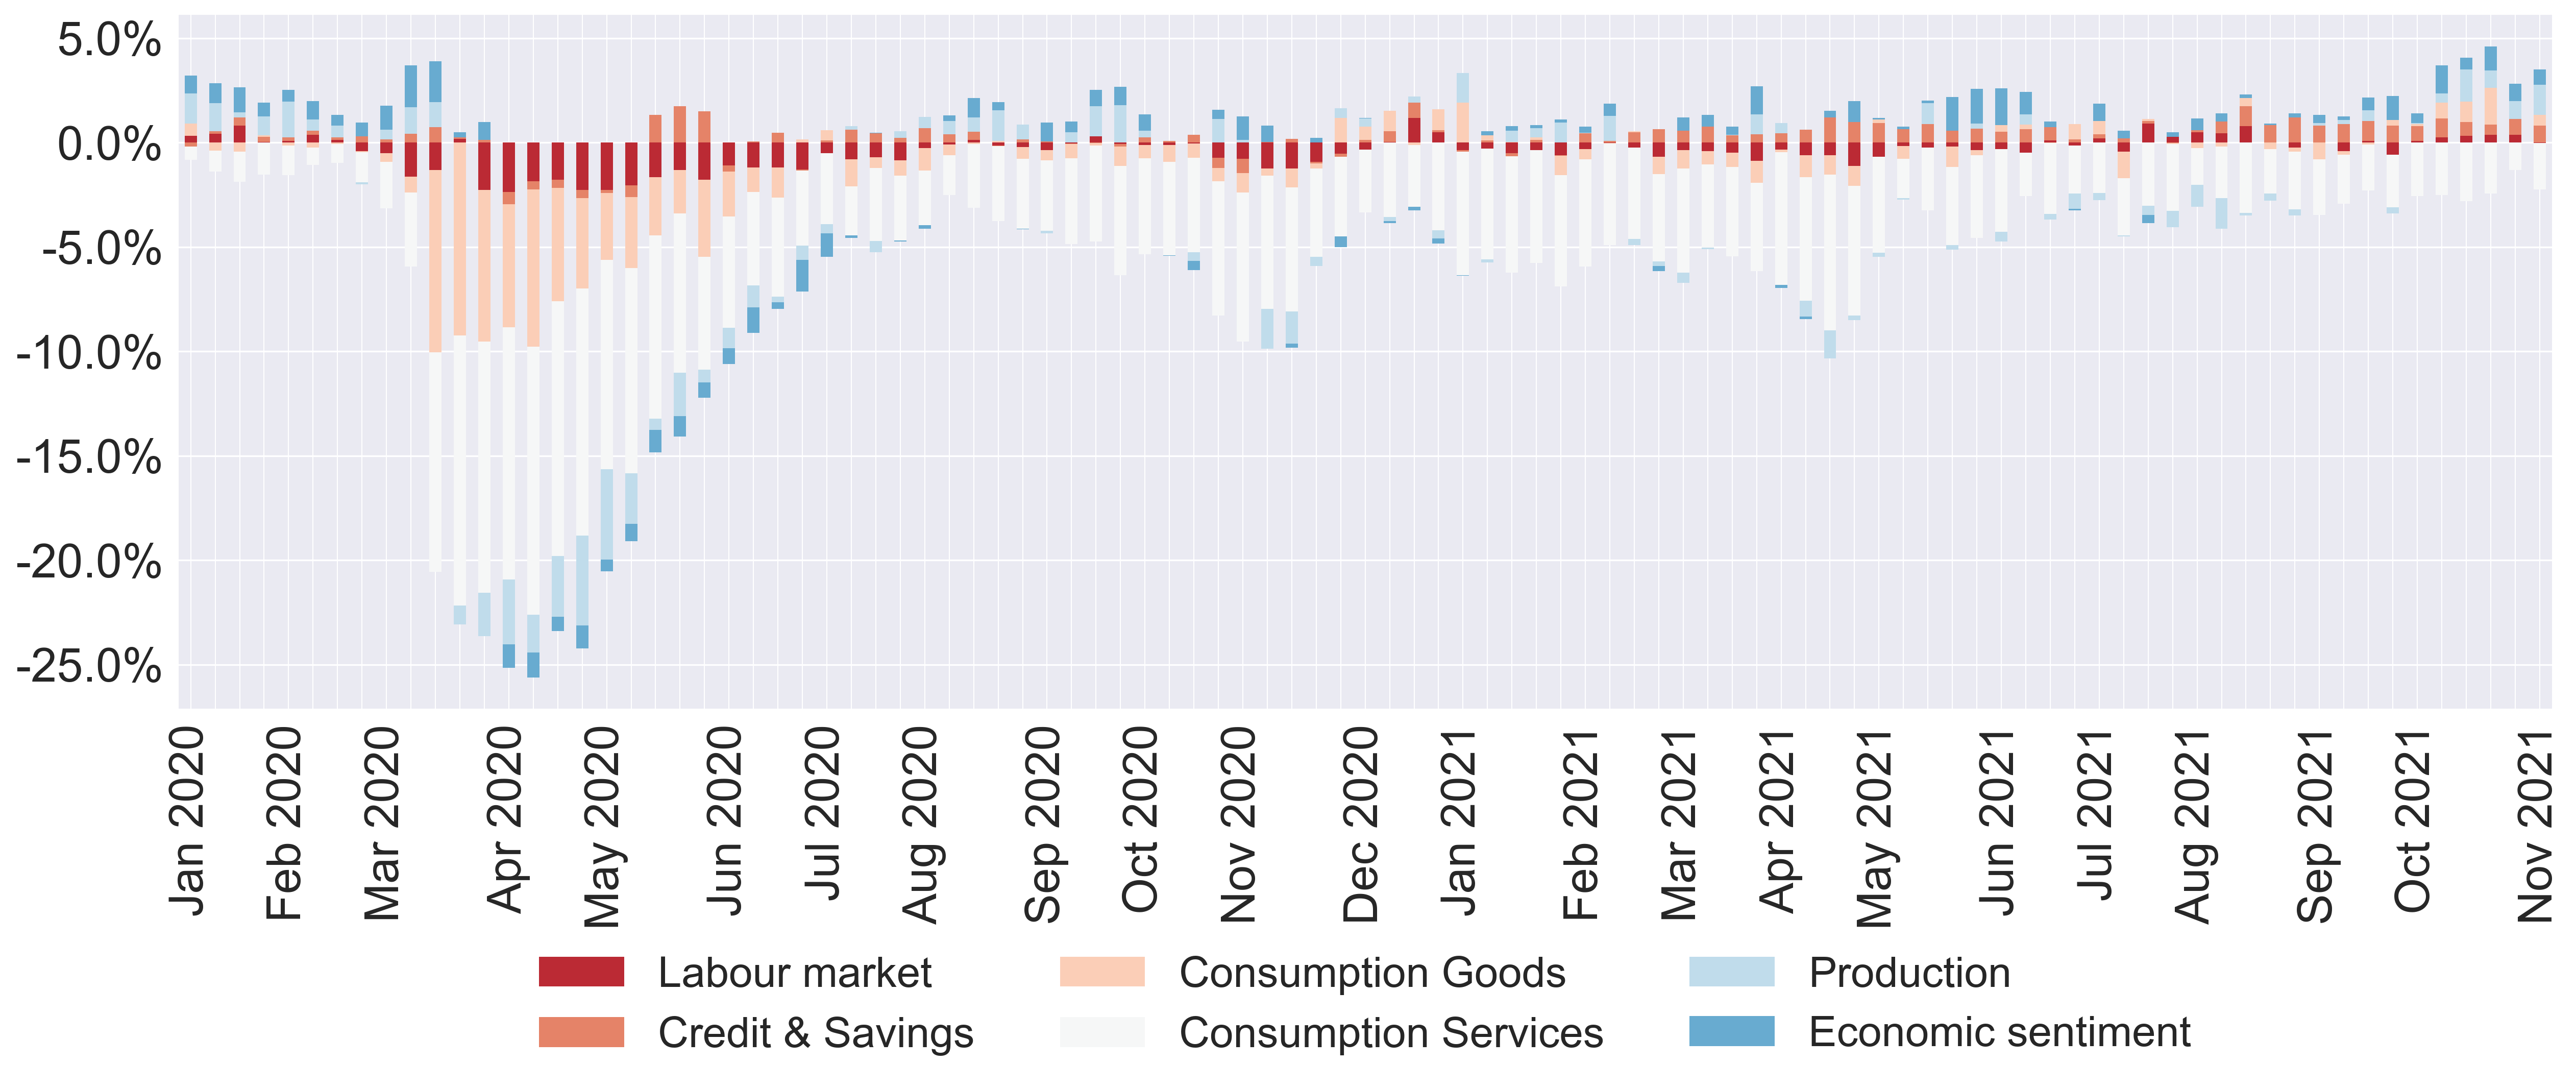 5.0%
0.0%
-5.0%
-10.0%
-15.0%
-20.0%
-25.0%
Jan 2020
Feb 2020
Mar 2020
Apr 2020
May 2020
Jun 2020
Jul 2020
Aug 2020
Sep 2020
Oct 2020
Nov 2020
Dec 2020
Jan 2021
Feb 2021
Mar 2021
Apr 2021
May 2021
Jun 2021
Jul 2021
Aug 2021
Sep 2021
Oct 2021
Nov 2021
Labour market
Consumption Goods
Production
Credit & Savings
Consumption Services
Economic sentiment